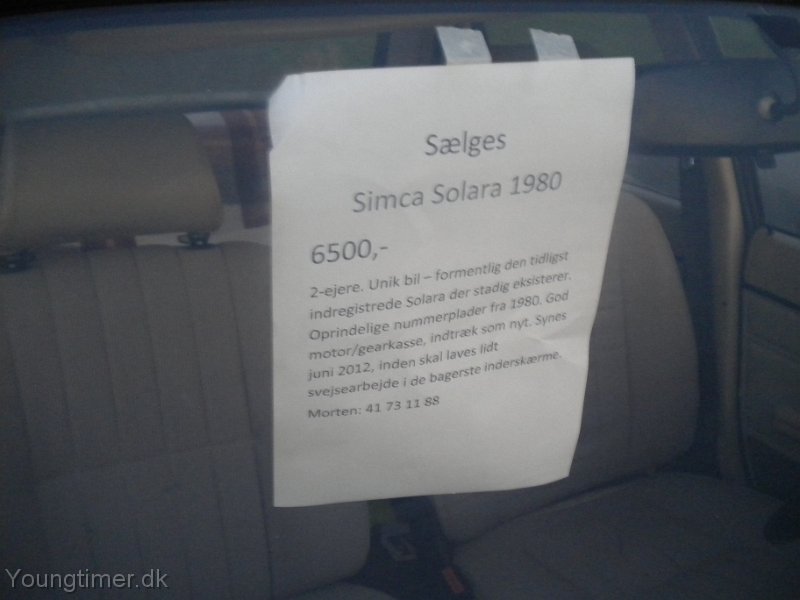 Sælges
Simca Solara 1980
6500,-
2-ejere. Unik bil – formentlig den tidligst
indregistrede Solara der stadig eksisterer.
Oprindelige nummerplader fra 1980. God
motor/gearkasse, indtræk som nyt. Synes
juni 2012, inden skal laves lidt
svejsearbejde i de bagerste inderskærme.
Morten: 41 73 11 88
Youngtimer.dk